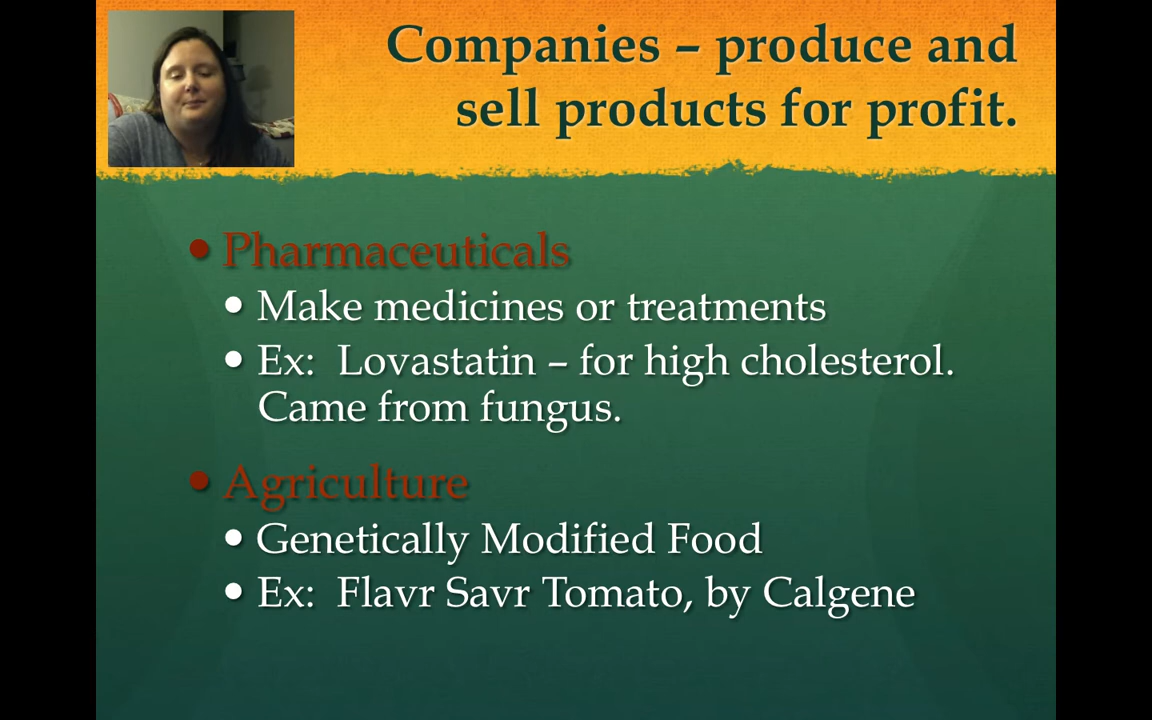 Companies – produce and
sell products for profit.
• Pharmaceuticals
• Make medicines or treatments
• Ex:  Lovastatin – for high cholesterol.
Came from fungus.
• Agriculture
• Genetically Modified Food
• Ex:  Flavr Savr Tomato, by Calgene